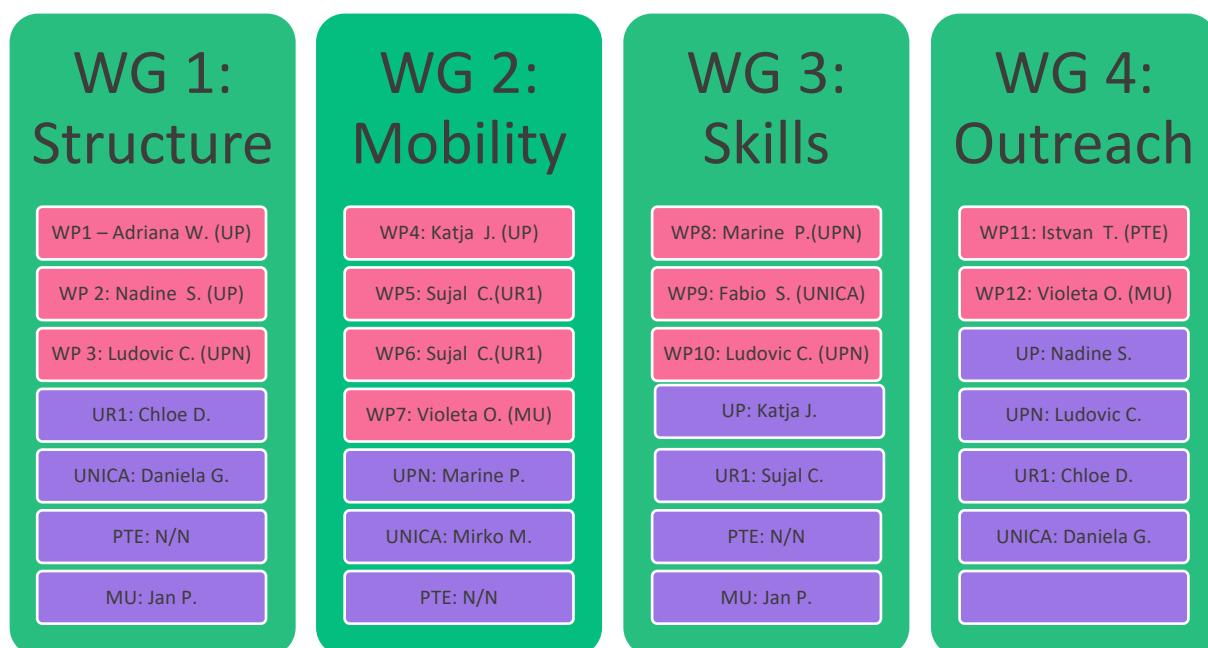 WG 1:
Structure
WP1 – Adriana W. (UP)
WP 2: Nadine  S. (UP)
WP 3: Ludovic C. (UPN)
UR1: Chloe D.
UNICA: Daniela G.
PTE: N/N
MU: Jan P.
WG 2:
Mobility
WP4: Katja  J. (UP)
WP5: Sujal  C.(UR1)
WP6: Sujal  C.(UR1)
WP7: Violeta O. (MU)
UPN: Marine P.
UNICA: Mirko M.
PTE: N/N
WG 3:
Skills
WP8: Marine  P.(UPN)
WP9: Fabio  S. (UNICA)
WP10: Ludovic C. (UPN)
UP: Katja J.
UR1: Sujal C.
PTE: N/N
MU: Jan P.
WG 4:
Outreach
WP11: Istvan  T. (PTE)
WP12: Violeta O. (MU)
UP: Nadine S.
UPN: Ludovic C.
UR1: Chloe D.
UNICA: Daniela G.